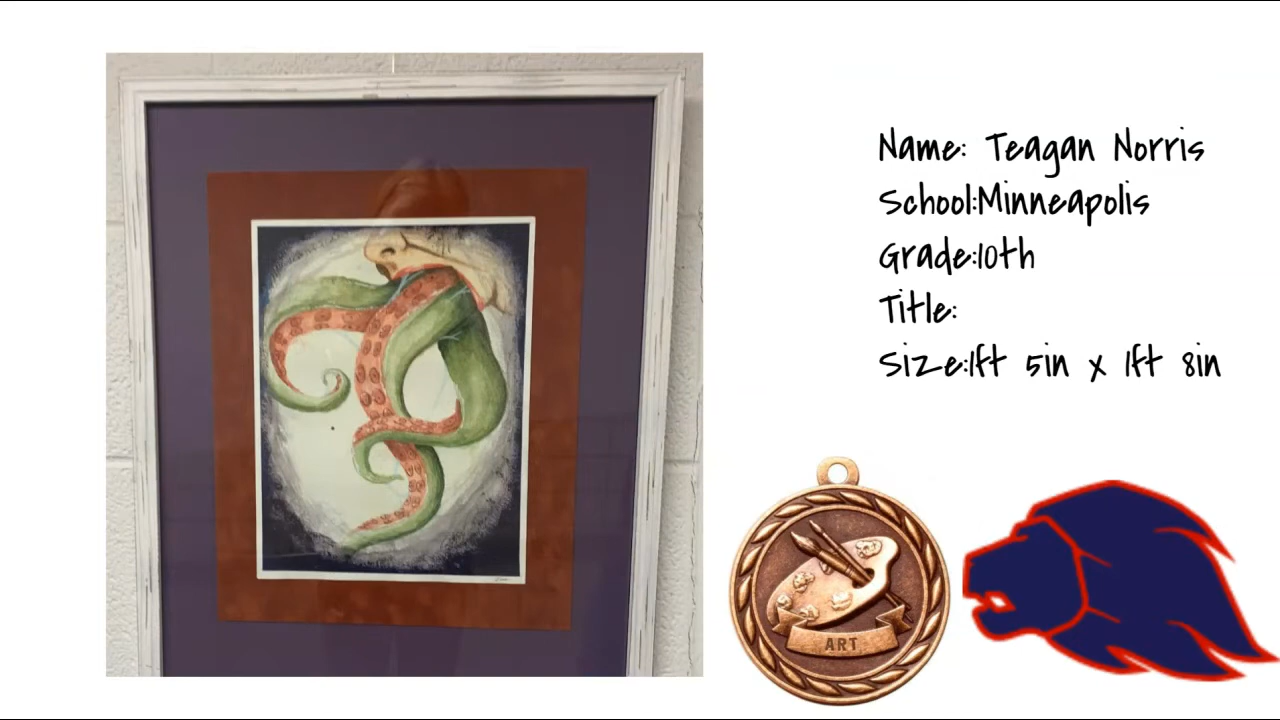 Name: Teagan Norris
School:Minneapolis
Grade:10th
Title:
Size:1ft 5in x 1ft 8in
ART